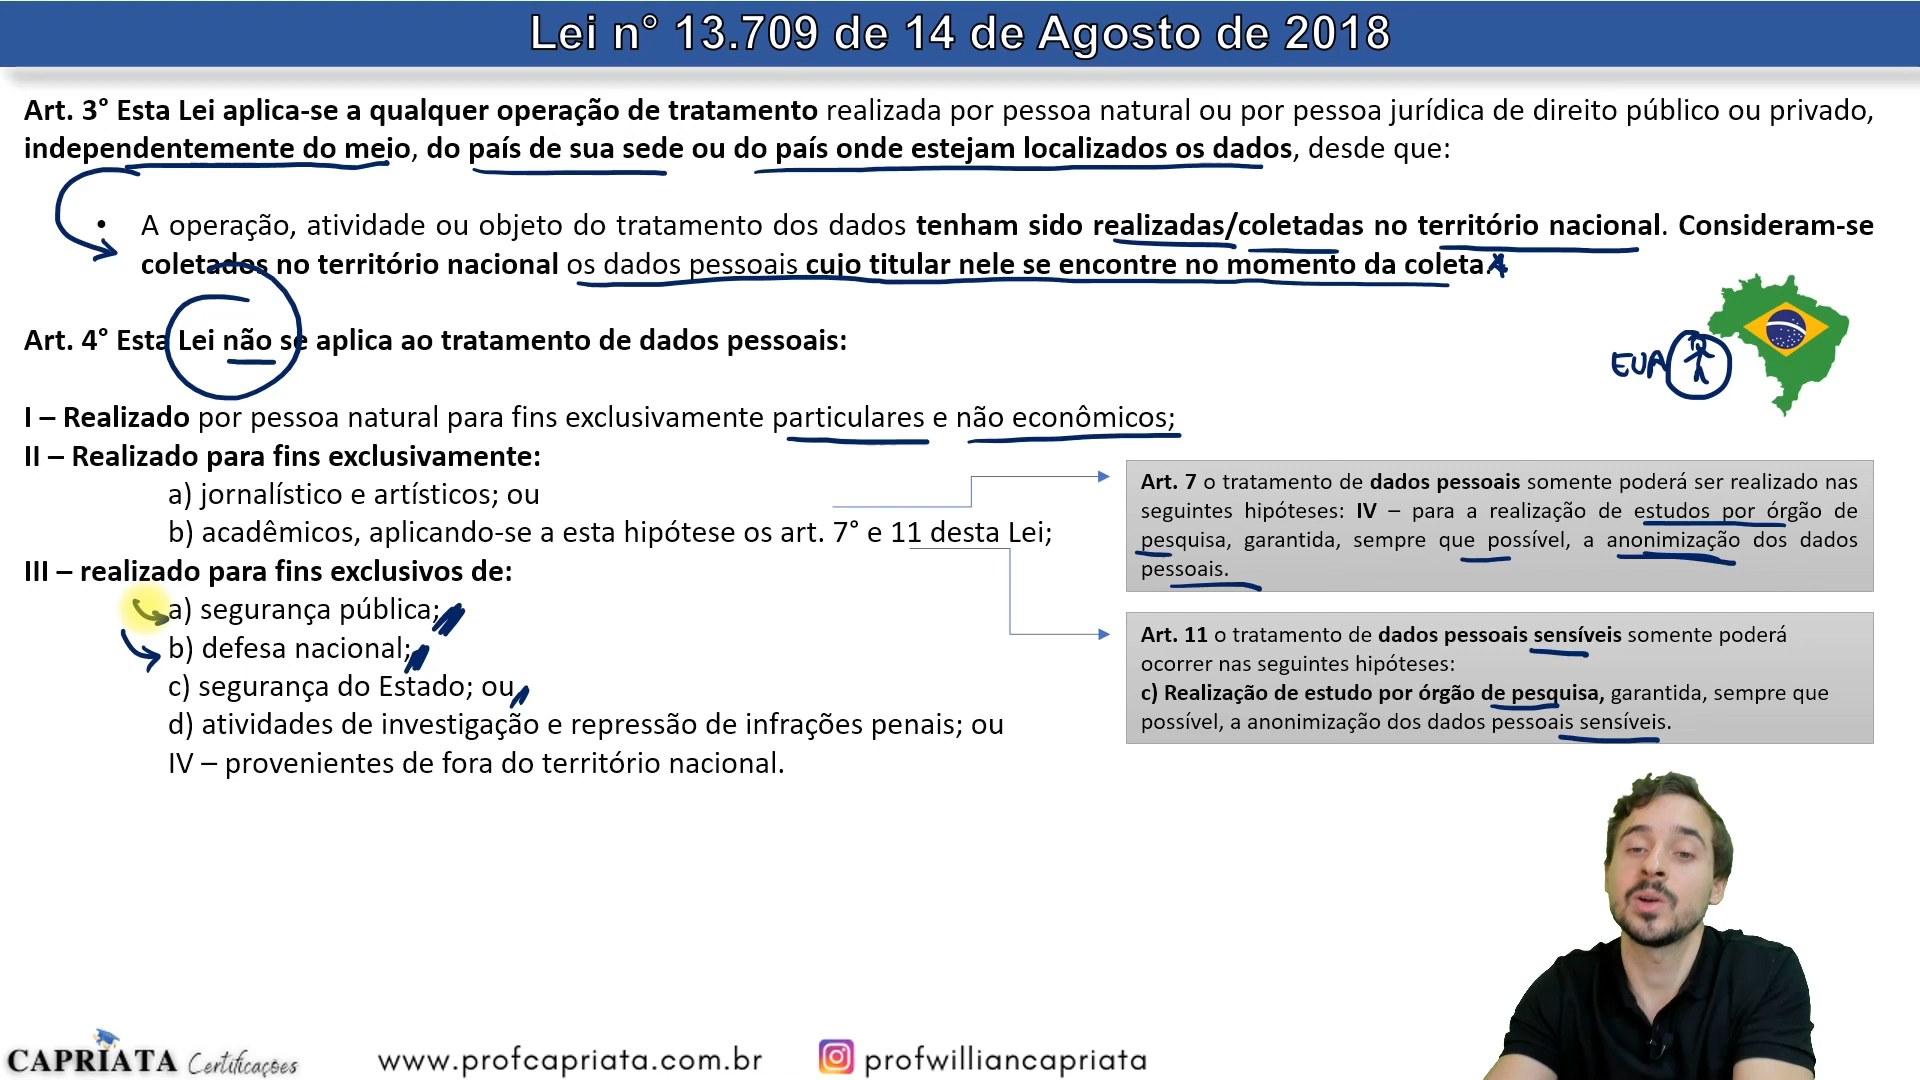 Lei n° 13.709 de 14 de Agosto de 2018
Art. 3° Esta Lei aplica-se a qualquer operação de tratamento realizada por pessoa natural ou por pessoa jurídica de direito público ou privado,
independentemente do meio, do país de sua sede ou do país onde estejam localizados os dados, desde que:
• A operação, atividade ou objeto do tratamento dos dados tenham sido realizadas/coletadas no território nacional. Consideram-se
coletados no território nacional os dados pessoais cujo titular nele se encontre no momento da coleta.
Art. 4° Esta Lei não se aplica ao tratamento de dados pessoais:
EUA
I – Realizado por pessoa natural para fins exclusivamente particulares e não econômicos;
II – Realizado para fins exclusivamente:
a) jornalístico e artísticos; ou
b) acadêmicos, aplicando-se a esta hipótese os art. 7° e 11 desta Lei;
III – realizado para fins exclusivos de:
a) segurança pública;
b) defesa nacional;
c) segurança do Estado; ou
d) atividades de investigação e repressão de infrações penais; ou
IV – provenientes de fora do território nacional.
Art. 7 o tratamento de dados pessoais somente poderá ser realizado nas
seguintes hipóteses: IV – para a realização de estudos por órgão de
pesquisa, garantida, sempre que possível, a anonimização dos dados
pessoais.
Art. 11 o tratamento de dados pessoais sensíveis somente poderá
ocorrer nas seguintes hipóteses:
c) Realização de estudo por órgão de pesquisa, garantida, sempre que
possível, a anonimização dos dados pessoais sensíveis.
CAPRIATA Certificações
www.profcapriata.com.br
profwilliancapriata